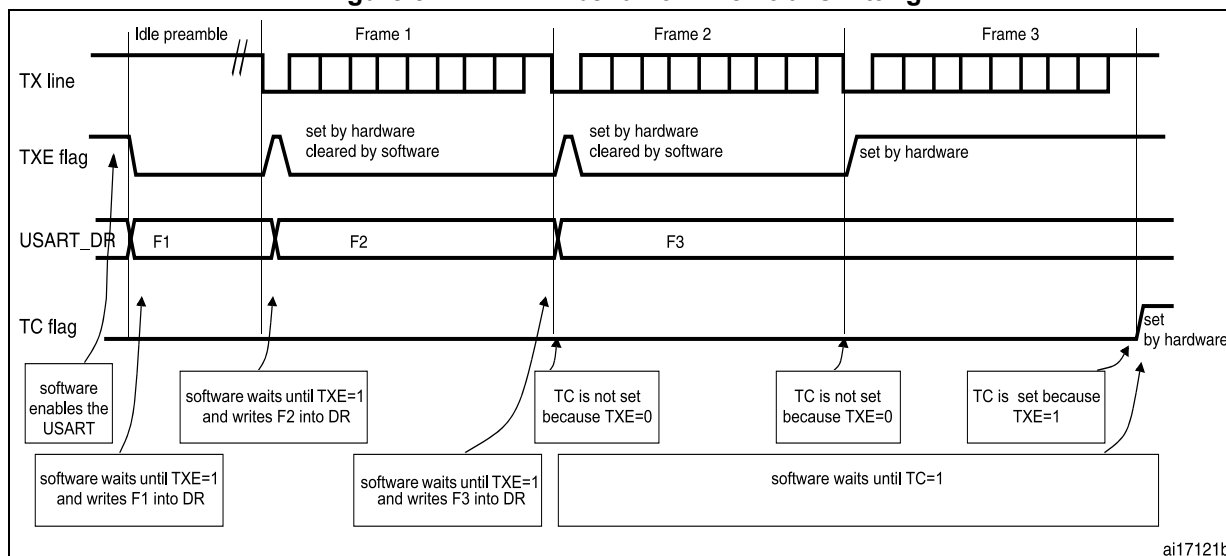 Idle preamble
Frame 1
Frame 2
Frame 3
TX line
TXE flag
set by hardware
cleared by software
set by hardware
cleared by software
set by hardware
USART_DR
F1
F2
F3
TC flag
set
by hardware
software
enables the
USART
software waits until TXE=1
and writes F2 into DR
TC is not set
because TXE=0
TC is not set
because TXE=0
TC is set because
TXE=1
software waits until TXE=1
and writes F1 into DR
software waits until TXE=1
and writes F3 into DR
software waits until TC=1
ai17121b